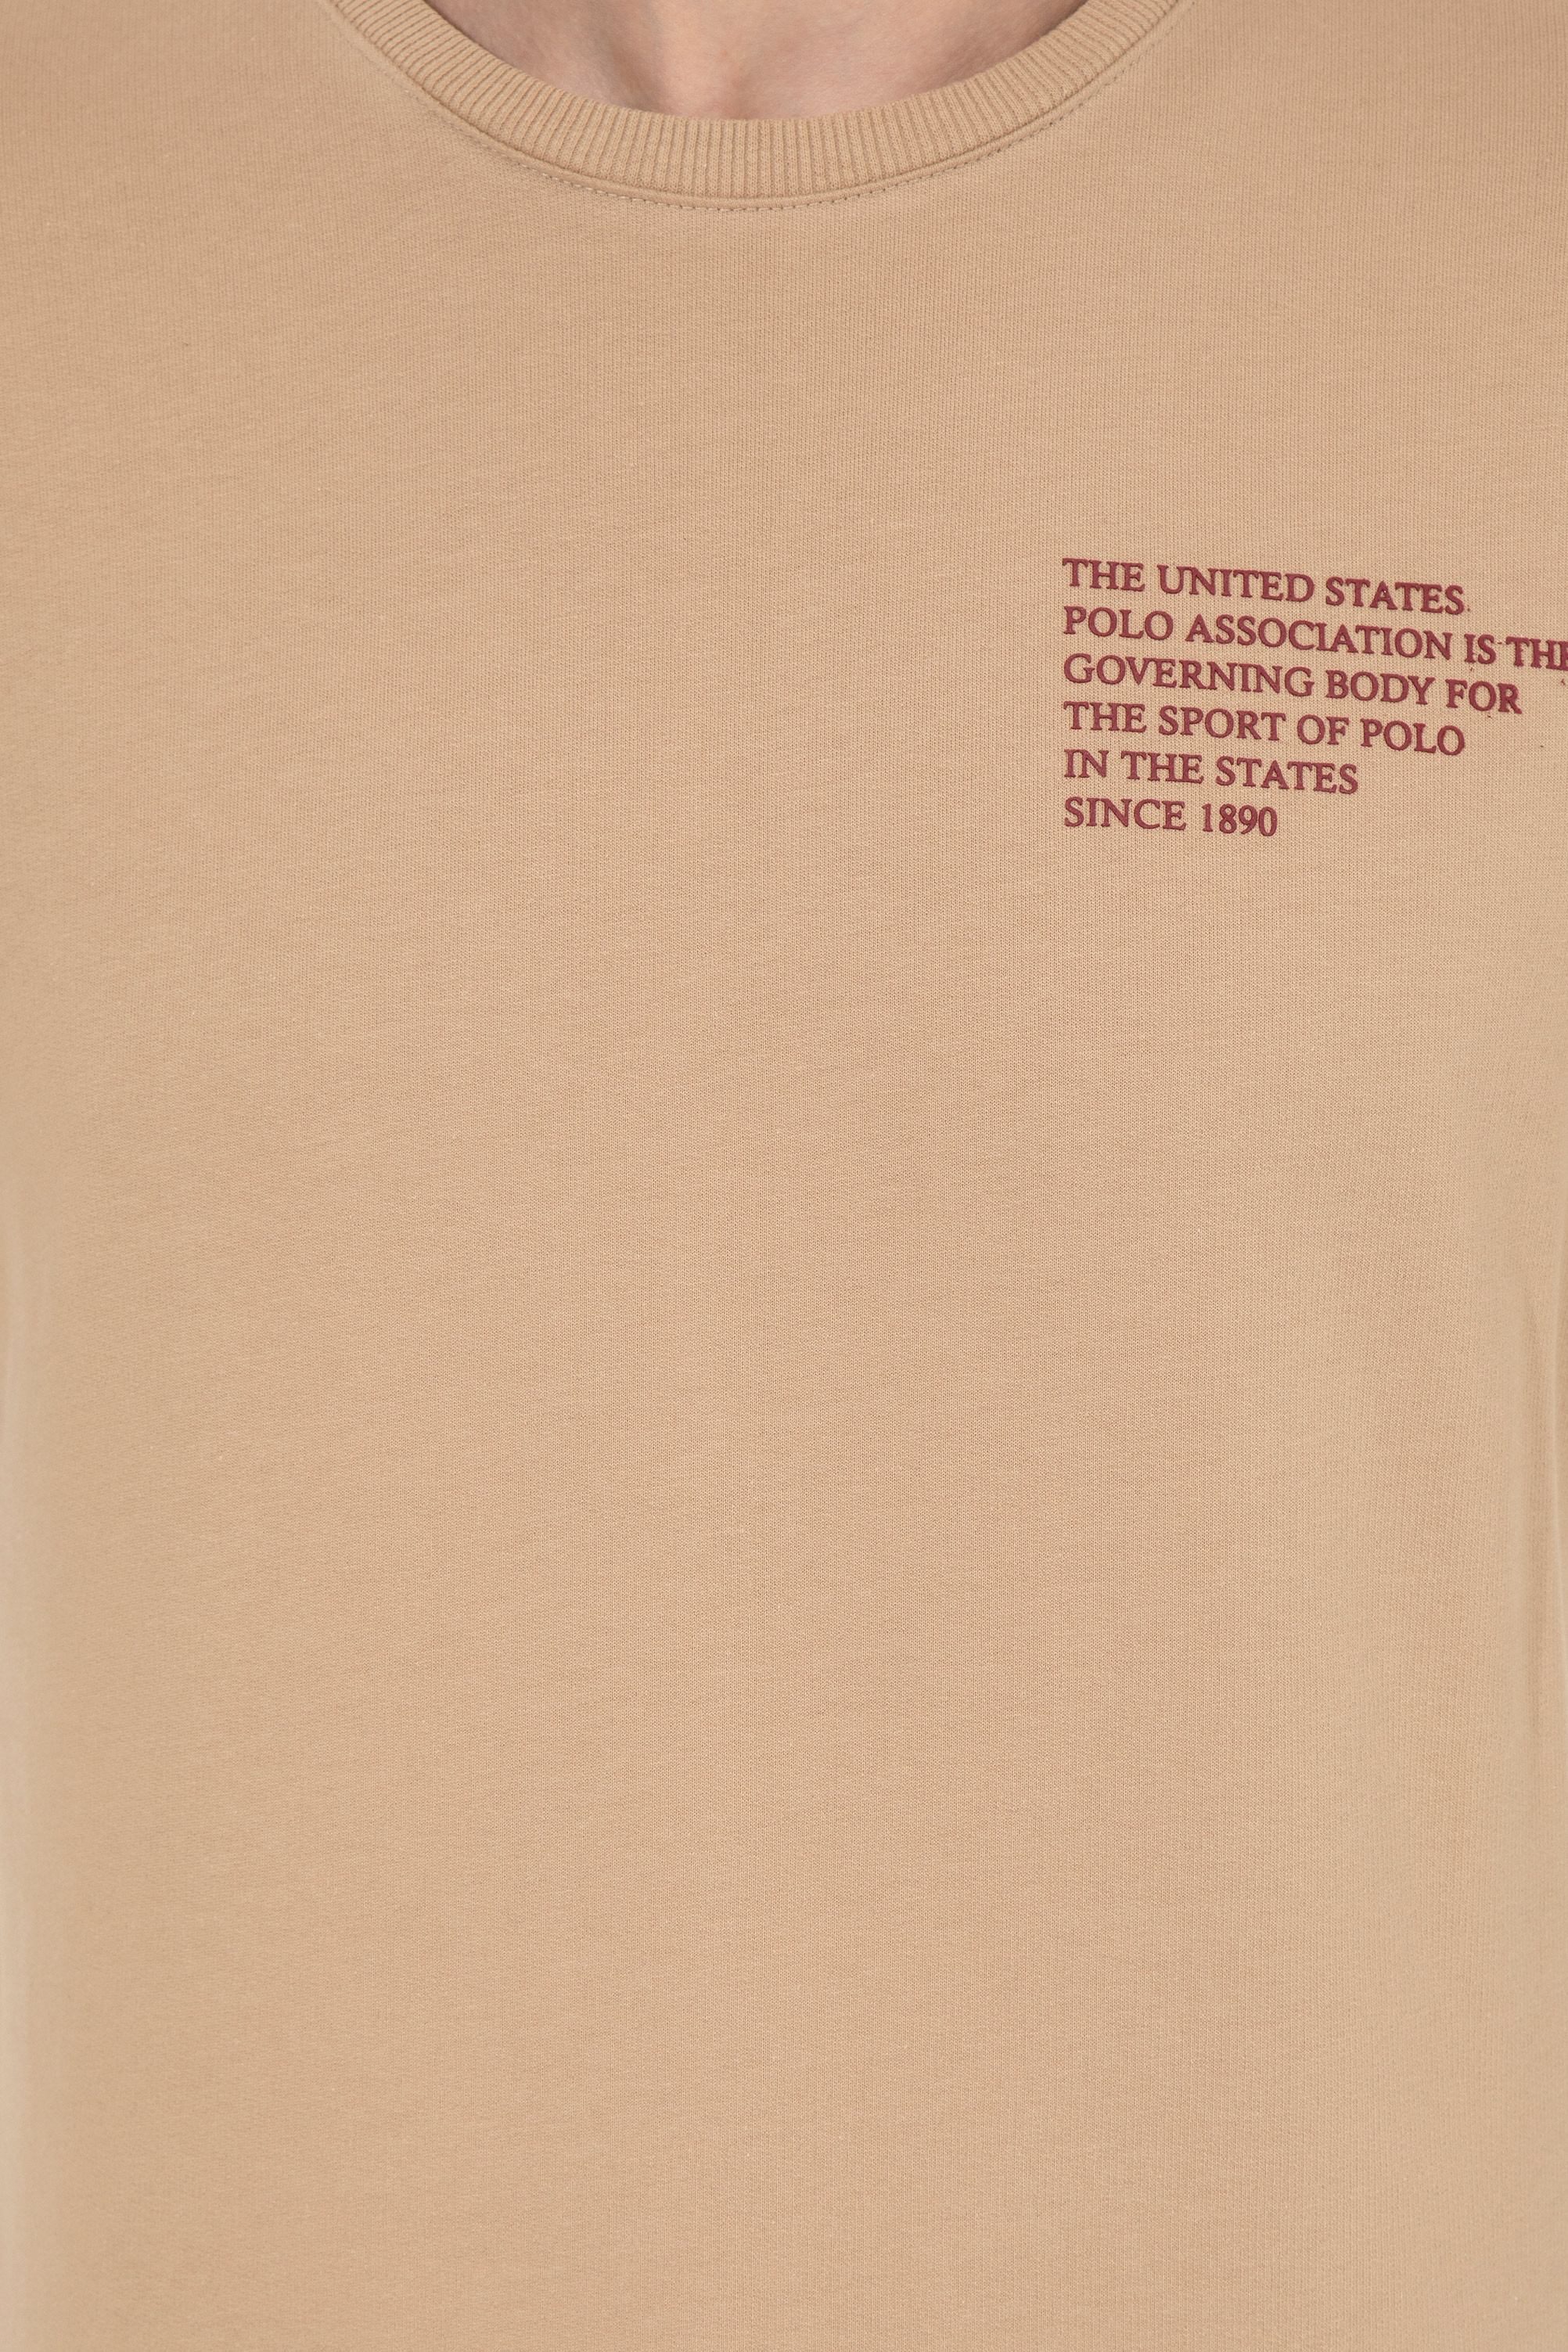 THE UNITED STATES
POLO ASSOCIATION IS THE
GOVERNING BODY FOR
THE SPORT OF POLO
IN THE STATES
SINCE 1890